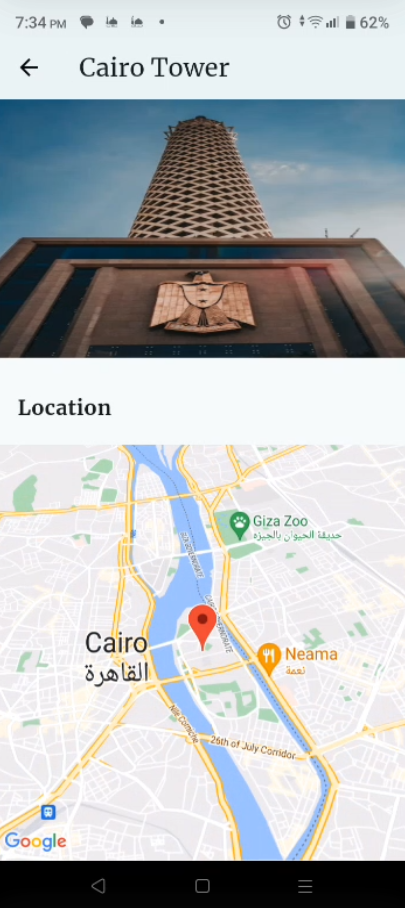 7:34 PM
62%
Cairo Tower
Location
Giza Zoo
حديقة الحيوان بالجيزة
Cairo
القاهرة
Neama
نعمة
Nile Corniche
26th of July Corridor
Google